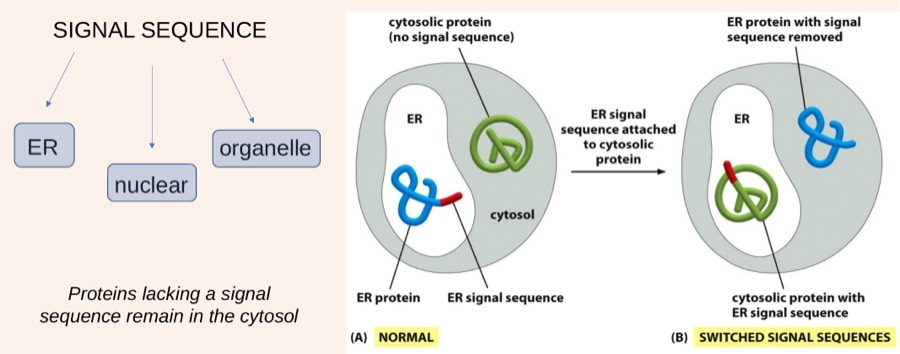 SIGNAL SEQUENCE
ER
nuclear
organelle
Proteins lacking a signal
sequence remain in the cytosol
cytosolic protein
(no signal sequence)
ER
cytosol
ER protein
ER signal sequence
(A) NORMAL
ER signal
sequence attached
to cytosolic
protein
ER protein with signal
sequence removed
ER
cytosolic protein with
ER signal sequence
(B) SWITCHED SIGNAL SEQUENCES